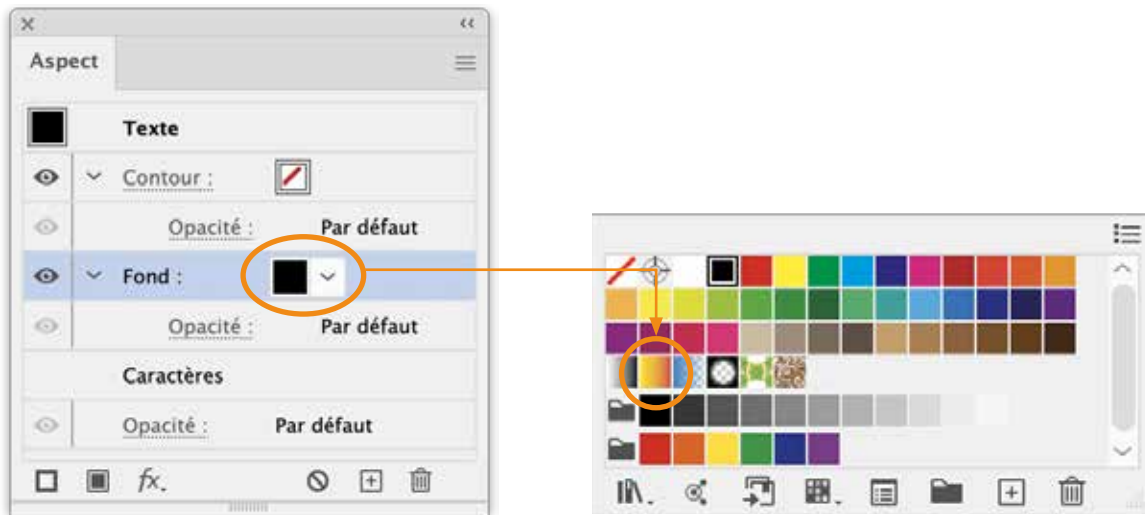 Aspect
Texte
Contour :
Opacité : Par défaut
Fond :
Opacité : Par défaut
Caractères
Opacité : Par défaut
fx.